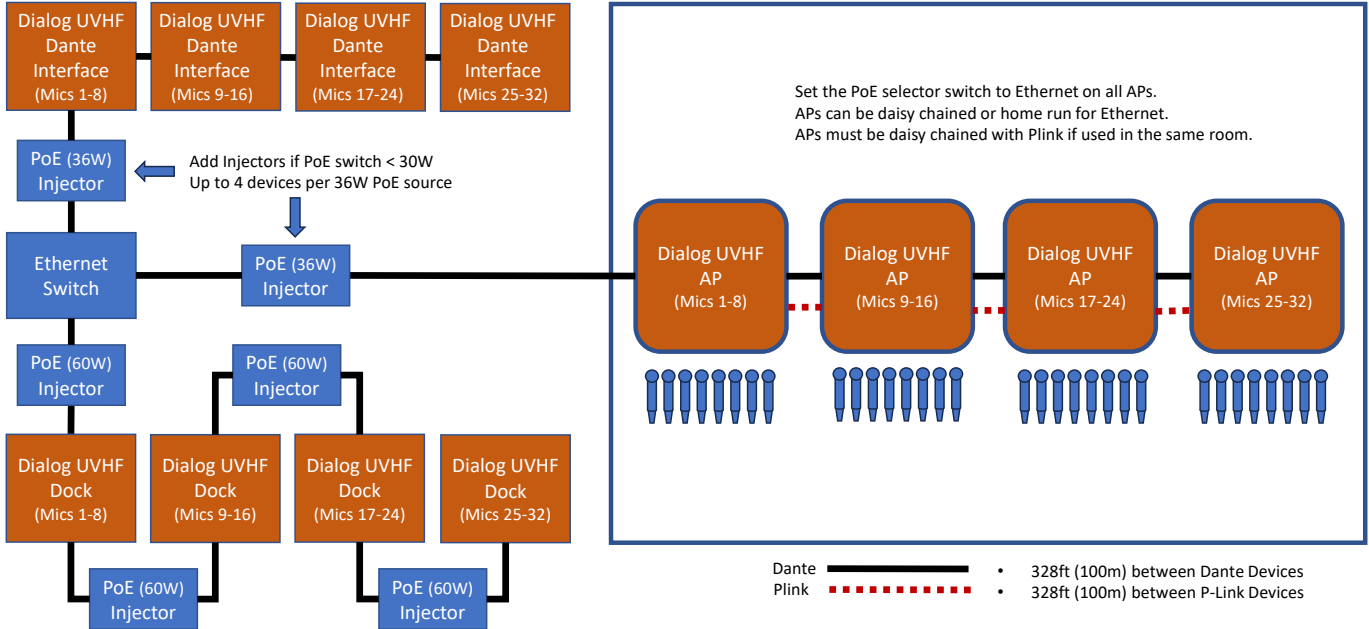 Dialog UVHF
Dante
Interface
(Mics 1-8)
Dialog UVHF
Dante
Interface
(Mics 9-16)
Dialog UVHF
Dante
Interface
(Mics 17-24)
Dialog UVHF
Dante
Interface
(Mics 25-32)
PoE (36W)
Injector
Add Injectors if PoE switch < 30W
Up to 4 devices per 36W PoE source
Ethernet
Switch
PoE (36W)
Injector
PoE (60W)
Injector
PoE (60W)
Injector
Dialog UVHF
Dock
(Mics 1-8)
Dialog UVHF
Dock
(Mics 9-16)
Dialog UVHF
Dock
(Mics 17-24)
Dialog UVHF
Dock
(Mics 25-32)
PoE (60W)
Injector
PoE (60W)
Injector
Set the PoE selector switch to Ethernet on all APs.
APs can be daisy chained or home run for Ethernet.
APs must be daisy chained with Plink if used in the same room.
Dialog UVHF
AP
(Mics 1-8)
Dialog UVHF
AP
(Mics 9-16)
Dialog UVHF
AP
(Mics 17-24)
Dialog UVHF
AP
(Mics 25-32)
Dante • 328ft (100m) between Dante Devices
Plink • 328ft (100m) between P-Link Devices